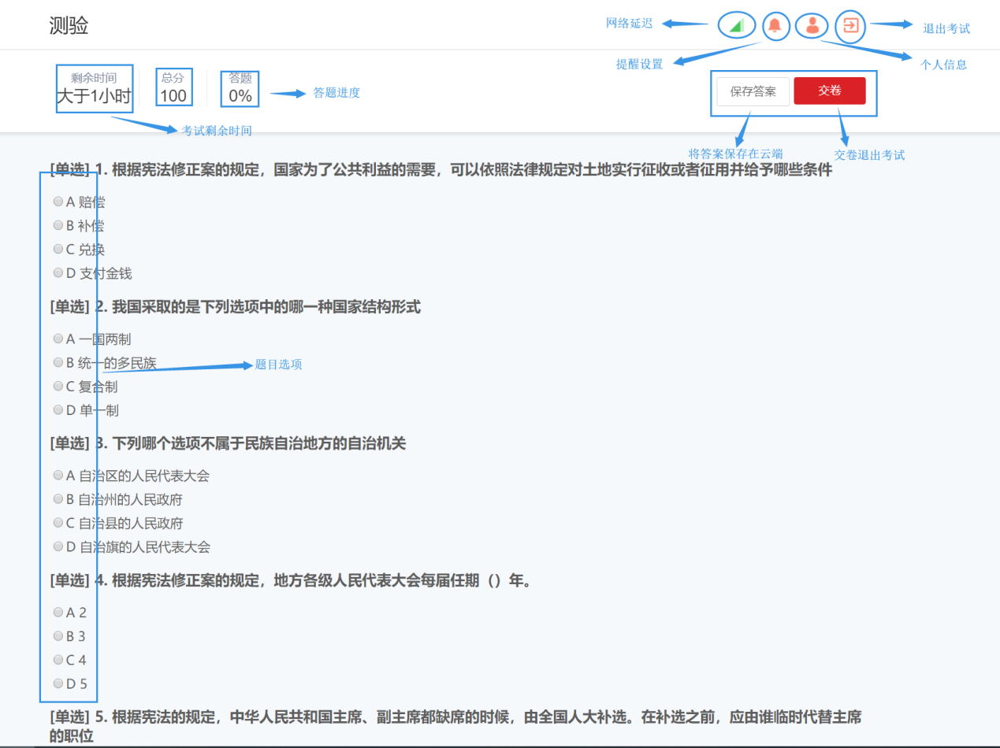 测验
网络延迟
退出考试
提醒设置
个人信息
剩余时间
大于1小时
总分
100
答题
0%
答题进度
保存答案
交卷
考试剩余时间
将答案保存在云端
交卷退出考试
[单选] 1. 根据宪法修正案的规定，国家为了公共利益的需要，可以依照法律规定对土地实行征收或者征用并给予哪些条件
A 赔偿
B 补偿
C 兑换
D 支付金钱
[单选] 2. 我国采取的是下列选项中的哪一种国家结构形式
A 一国两制
B 统一的多民族
题目选项
C 复合制
D 单一制
[单选] 3. 下列哪个选项不属于民族自治地方的自治机关
A 自治区的人民代表大会
B 自治州的人民政府
C 自治县的人民政府
D 自治旗的人民代表大会
[单选] 4. 根据宪法修正案的规定，地方各级人民代表大会每届任期（）年。
A 2
B 3
C 4
D 5
[单选] 5. 根据宪法的规定，中华人民共和国主席、副主席都缺席的时候，由全国人大补选。在补选之前，应由谁临时代替主席
的职位